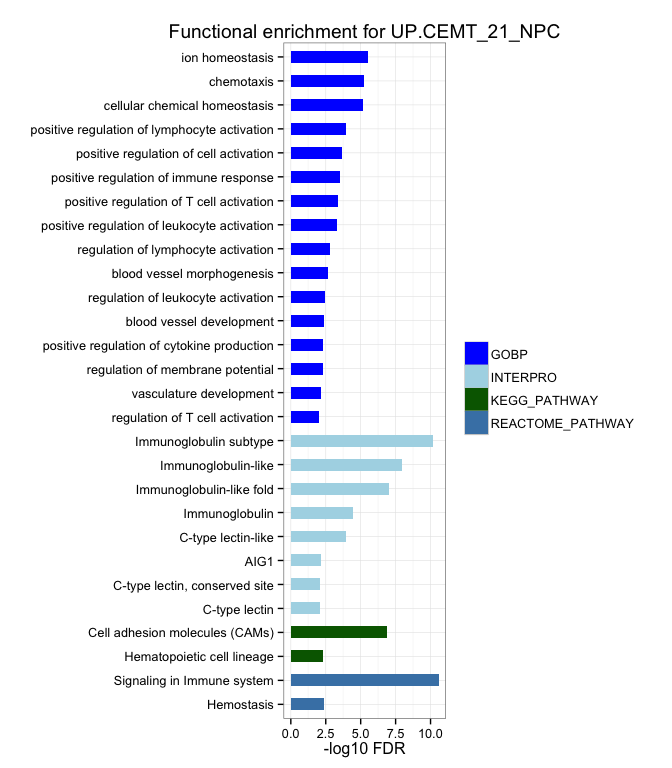 Functional enrichment for UP.CEMT_21_NPC
ion homeostasis
chemotaxis
cellular chemical homeostasis
positive regulation of lymphocyte activation
positive regulation of cell activation
positive regulation of immune response
positive regulation of T cell activation
positive regulation of leukocyte activation
regulation of lymphocyte activation
blood vessel morphogenesis
regulation of leukocyte activation
blood vessel development
positive regulation of cytokine production
regulation of membrane potential
vasculature development
regulation of T cell activation
Immunoglobulin subtype
Immunoglobulin-like
Immunoglobulin-like fold
Immunoglobulin
C-type lectin-like
AIG1
C-type lectin, conserved site
C-type lectin
Cell adhesion molecules (CAMs)
Hematopoietic cell lineage
Signaling in Immune system
Hemostasis
0.0 2.5 5.0 7.5 10.0
-log10 FDR
GOBP
INTERPRO
KEGG_PATHWAY
REACTOME_PATHWAY